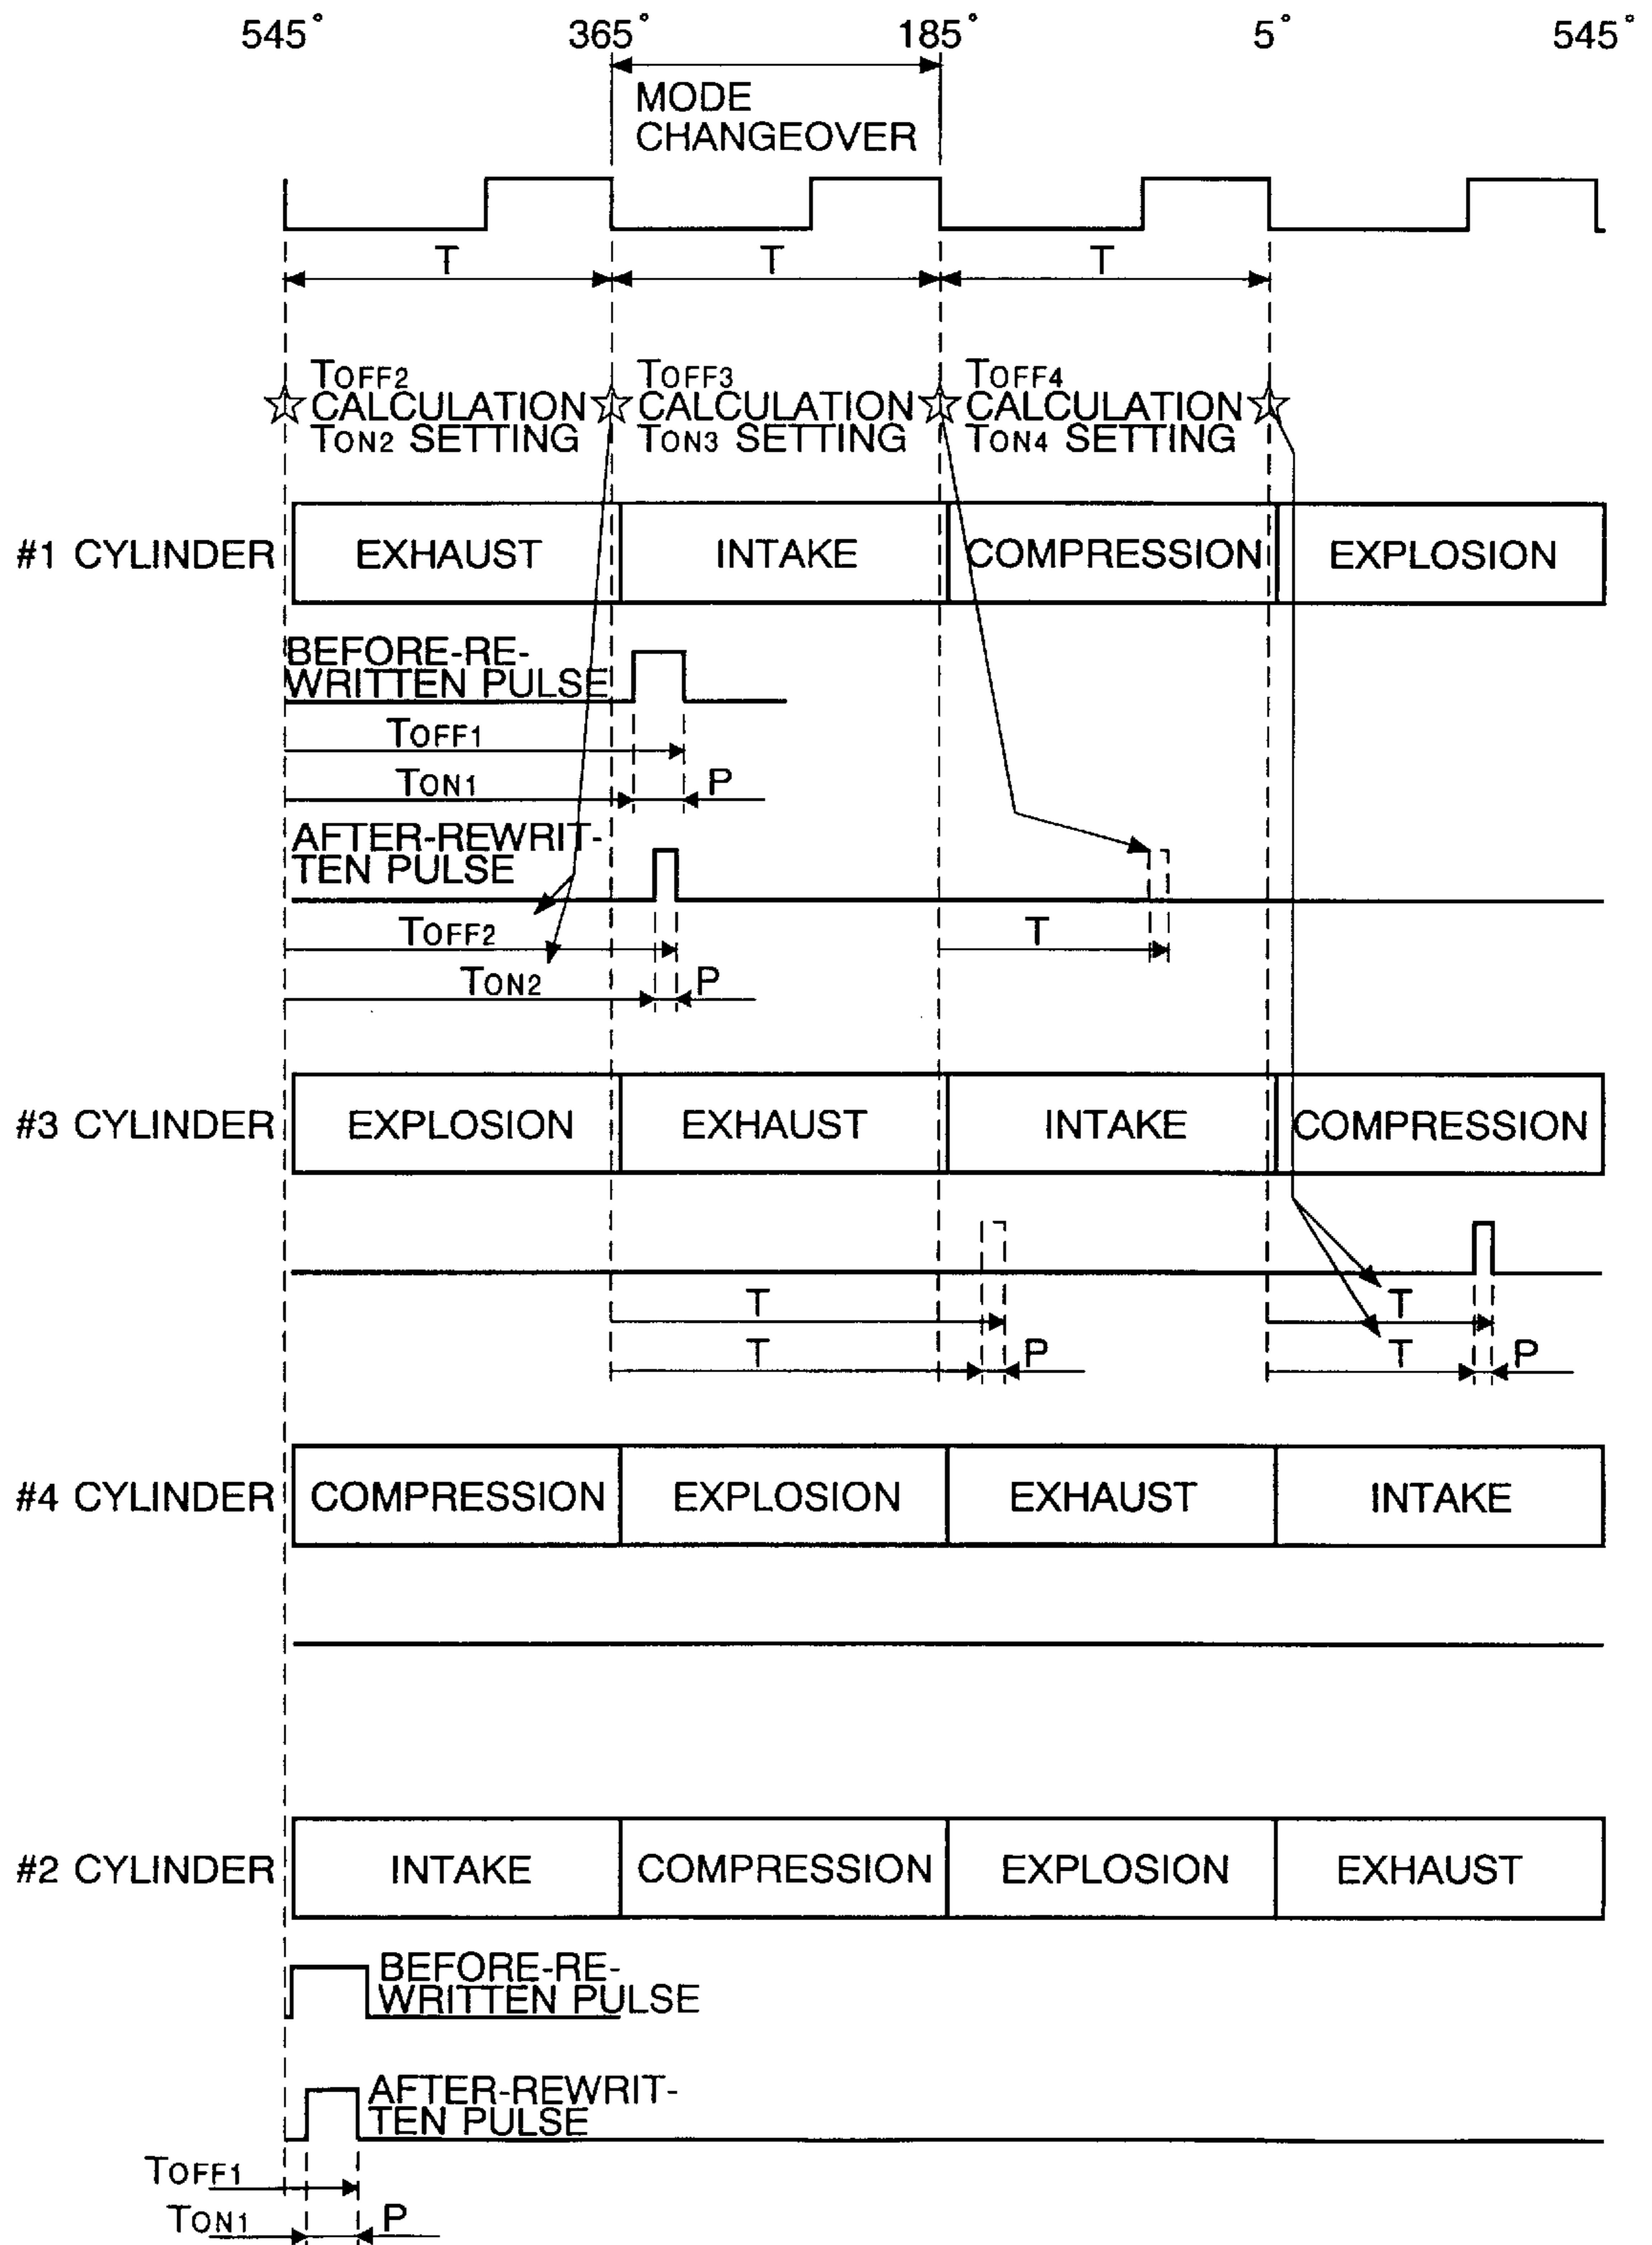 545° 365° 185° 5° 545°
MODE
CHANGEOVER
T T T
TOFF2 TOFF3 TOFF4
☆ CALCULATION ☆ CALCULATION ☆ CALCULATION ☆
TON2 SETTING TON3 SETTING TON4 SETTING
#1 CYLINDER EXHAUST INTAKE COMPRESSION EXPLOSION
BEFORE-RE-
WRITTEN PULSE
TOFF1
TON1 P
AFTER-REWRIT-
TEN PULSE
TOFF2 T
TON2 P
#3 CYLINDER EXPLOSION EXHAUST INTAKE COMPRESSION
T T
T P T P
#4 CYLINDER COMPRESSION EXPLOSION EXHAUST INTAKE
#2 CYLINDER INTAKE COMPRESSION EXPLOSION EXHAUST
BEFORE-RE-
WRITTEN PULSE
AFTER-REWRIT-
TEN PULSE
TOFF1
TON1 P